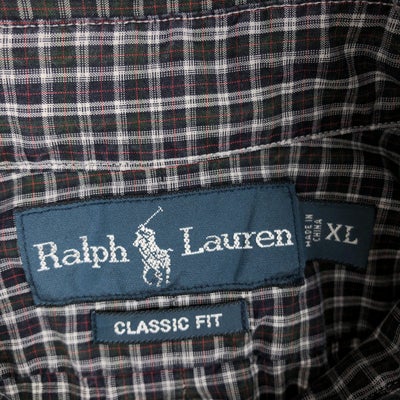 Ralph Lauren
MADE IN
CHINA
XL
CLASSIC FIT